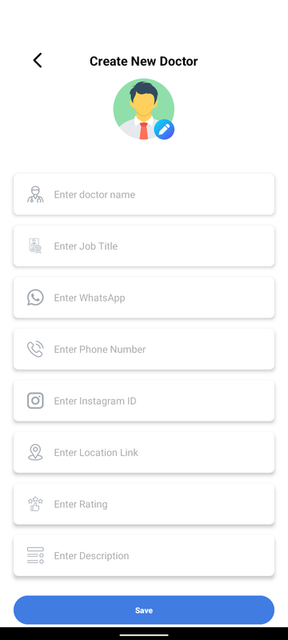 Create New Doctor
Enter doctor name
Enter Job Title
Enter WhatsApp
Enter Phone Number
Enter Instagram ID
Enter Location Link
Enter Rating
Enter Description
Save